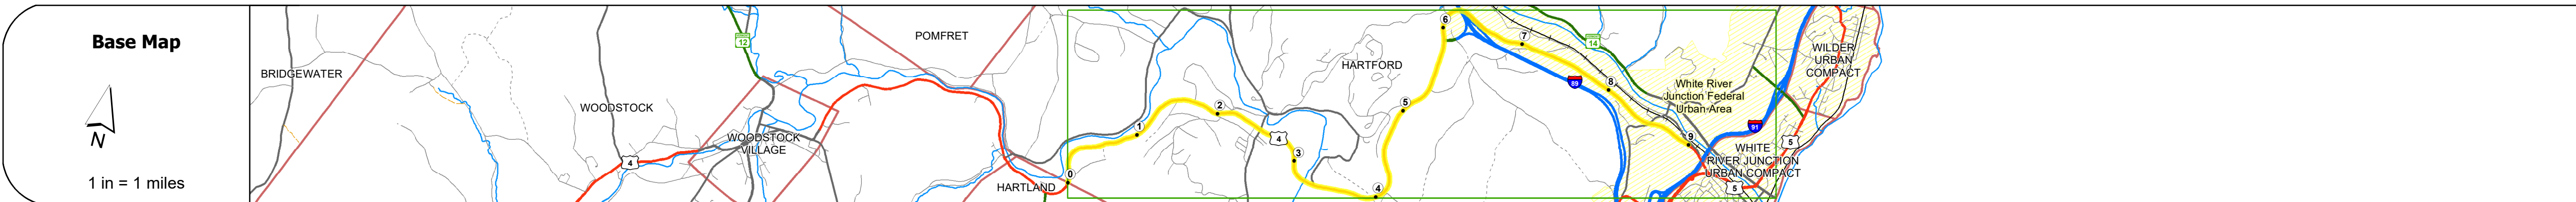 Base Map
N
1 in = 1 miles
BRIDGEWATER
WOODSTOCK
4
12
WOODSTOCK
VILLAGE
POMFRET
HARTLAND
0
1
2
4
3
4
5
HARTFORD
6
7
14
89
8
White River
Junction Federal
Urban Area
9
91
WILDER
URBAN
COMPACT
5
WHITE
RIVER JUNCTION
URBAN COMPACT
5